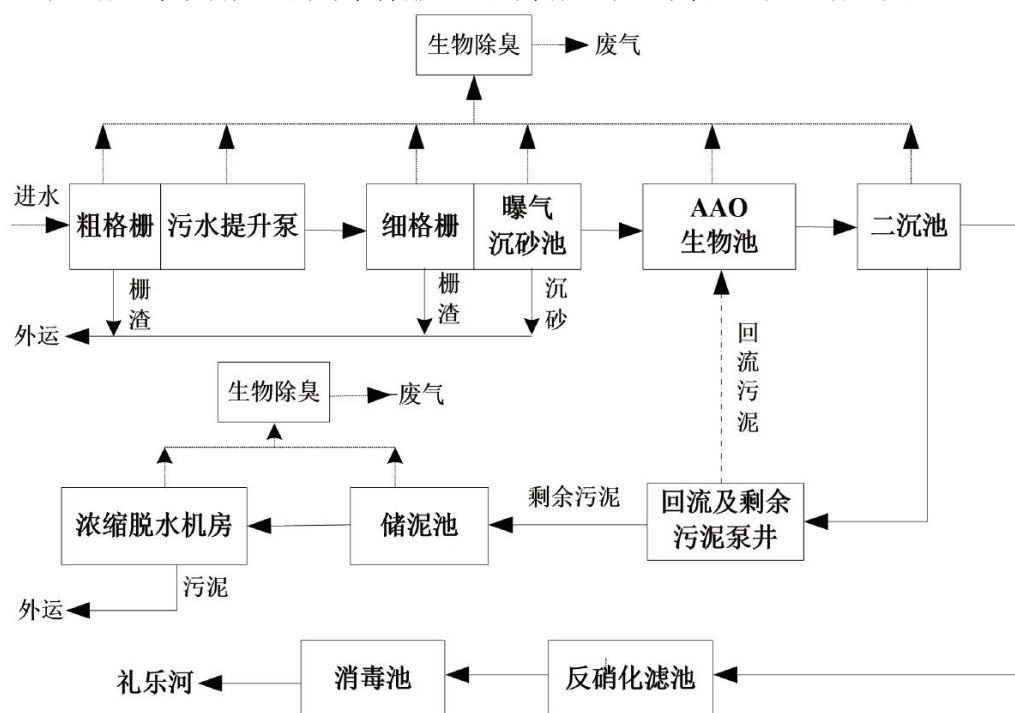 生物除臭
废气
进水
粗格栅
污水提升泵
细格栅
曝气
沉砂池
AAO
生物池
二沉池
栅
渣
栅
渣
沉
砂
外运
回
流
污
泥
生物除臭
废气
浓缩脱水机房
储泥池
剩余污泥
回流及剩余
污泥泵井
污泥
外运
礼乐河
消毒池
反硝化滤池